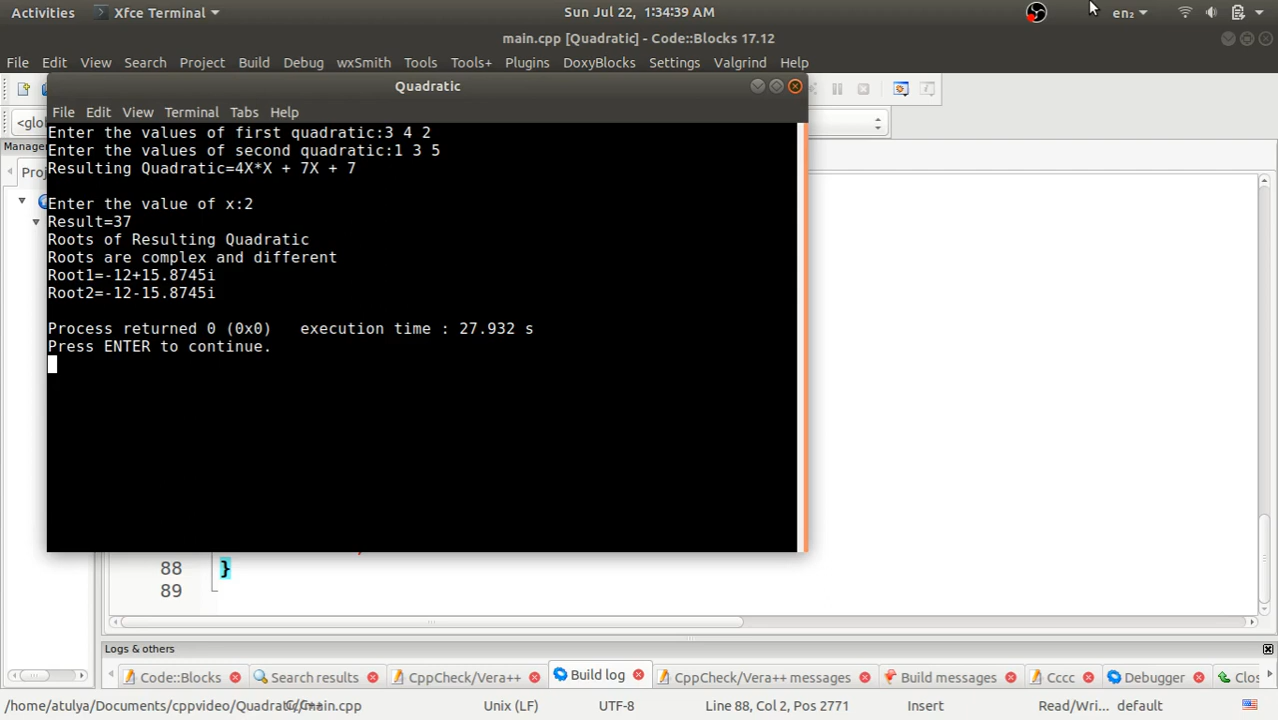 Activities Xfce Terminal Sun Jul 22, 1:34:39 AM en₂
main.cpp [Quadratic] - Code::Blocks 17.12
File Edit View Search Project Build Debug wxSmith Tools Tools+ Plugins DoxyBlocks Settings Valgrind Help
Quadratic
<glo
File Edit View Terminal Tabs Help
Manager
Proj
Enter the values of first quadratic:3 4 2
Enter the values of second quadratic:1 3 5
Resulting Quadratic=4X*X + 7X + 7
Enter the value of x:2
Result=37
Roots of Resulting Quadratic
Roots are complex and different
Root1=-12+15.8745i
Root2=-12-15.8745i
Process returned 0 (0x0) execution time : 27.932 s
Press ENTER to continue.
88 }
89
Logs & others
Code::Blocks Search results CppCheck/Vera++ Build log CppCheck/Vera++ messages Build messages Cccc Debugger Clos
/home/atulya/Documents/cppvideo/Quadratic/main.cpp C/C++ Unix (LF) UTF-8 Line 88, Col 2, Pos 2771 Insert Read/Wri... default